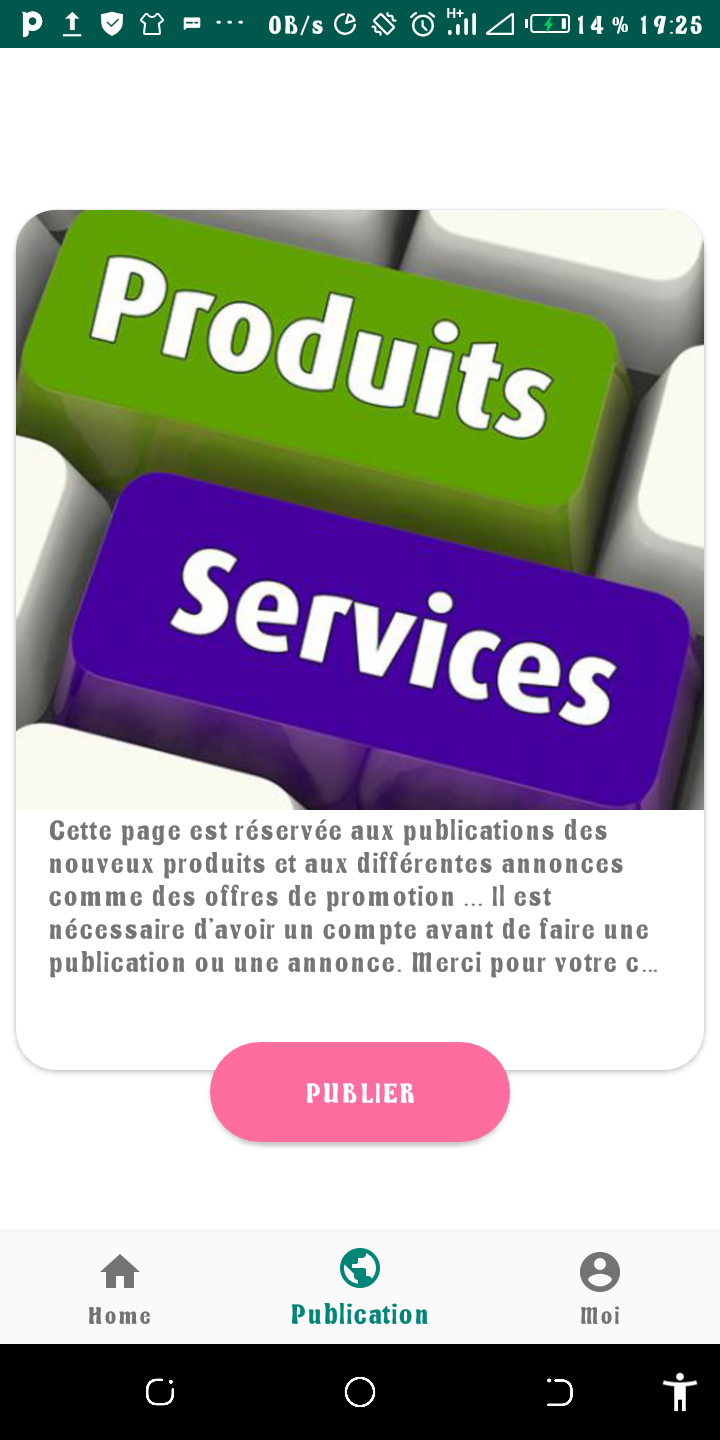 0B/s H+ 14 % 19:25
Produits
Services
Cette page est réservée aux publications des
nouveux produits et aux différentes annonces
comme des offres de promotion ... Il est
nécessaire d'avoir un compte avant de faire une
publication ou une annonce. Merci pour votre c...
PUBLIER
Home Publication Moi